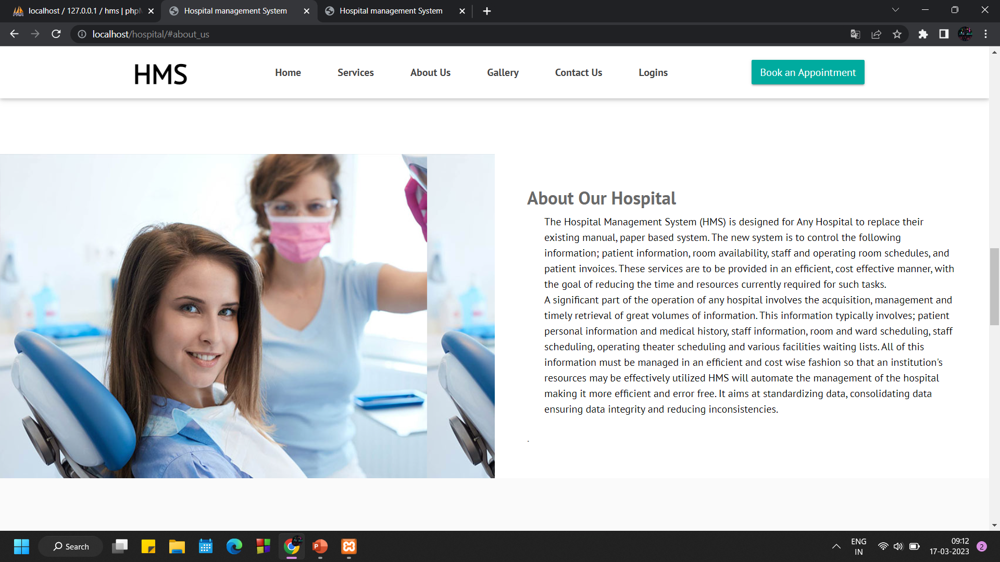 localhost / 127.0.0.1 / hms | php
Hospital management System
Hospital management System
localhost/hospital/#about_us
HMS
Home
Services
About Us
Gallery
Contact Us
Logins
Book an Appointment
About Our Hospital
The Hospital Management System (HMS) is designed for Any Hospital to replace their
existing manual, paper based system. The new system is to control the following
information; patient information, room availability, staff and operating room schedules, and
patient invoices. These services are to be provided in an efficient, cost effective manner, with
the goal of reducing the time and resources currently required for such tasks.
A significant part of the operation of any hospital involves the acquisition, management and
timely retrieval of great volumes of information. This information typically involves; patient
personal information and medical history, staff information, room and ward scheduling, staff
scheduling, operating theater scheduling and various facilities waiting lists. All of this
information must be managed in an efficient and cost wise fashion so that an institution's
resources may be effectively utilized HMS will automate the management of the hospital
making it more efficient and error free. It aims at standardizing data, consolidating data
ensuring data integrity and reducing inconsistencies.
.
Search
ENG
IN
09:12
17-03-2023
2